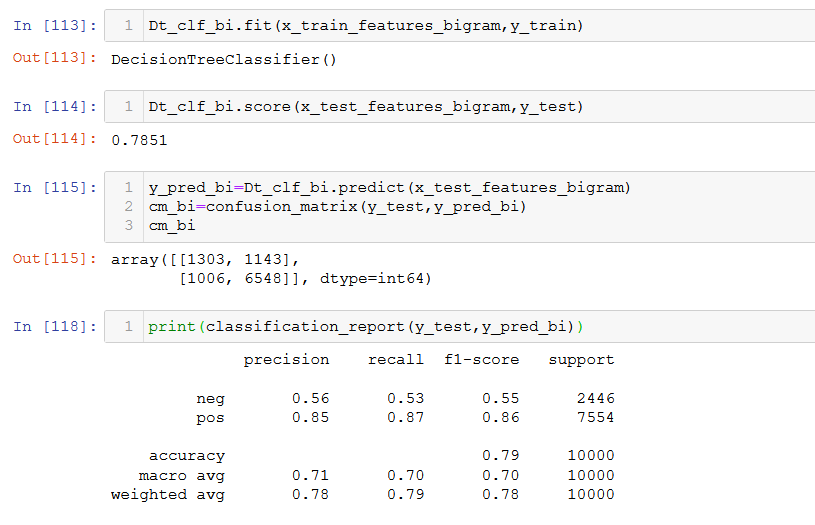 In [113]: 1 Dt_clf_bi.fit(x_train_features_bigram,y_train)
Out[113]: DecisionTreeClassifier()
In [114]: 1 Dt_clf_bi.score(x_test_features_bigram,y_test)
Out[114]: 0.7851
In [115]: 1 y_pred_bi=Dt_clf_bi.predict(x_test_features_bigram)
2 cm_bi=confusion_matrix(y_test,y_pred_bi)
3 cm_bi
Out[115]: array([[1303, 1143],
[1006, 6548]], dtype=int64)
In [118]: 1 print(classification_report(y_test,y_pred_bi))
precision recall f1-score support
neg 0.56 0.53 0.55 2446
pos 0.85 0.87 0.86 7554
accuracy 0.79 10000
macro avg 0.71 0.70 0.70 10000
weighted avg 0.78 0.79 0.78 10000